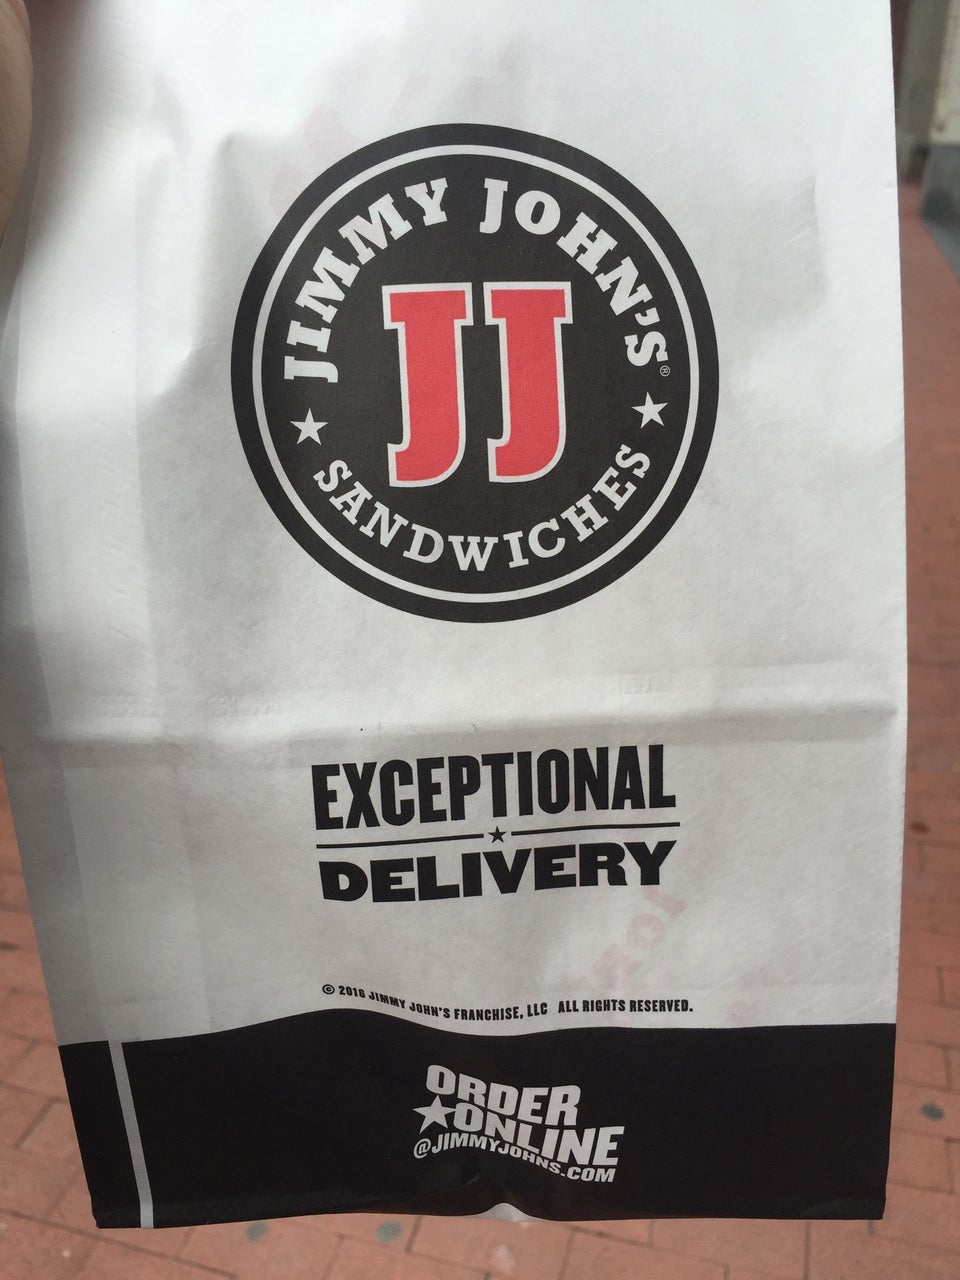 JIMMY JOHN'S®
JJ
SANDWICHES
EXCEPTIONAL
DELIVERY
© 2016 JIMMY JOHN'S FRANCHISE, LLC ALL RIGHTS RESERVED.
ORDER
ONLINE
@JIMMYJOHNS.COM